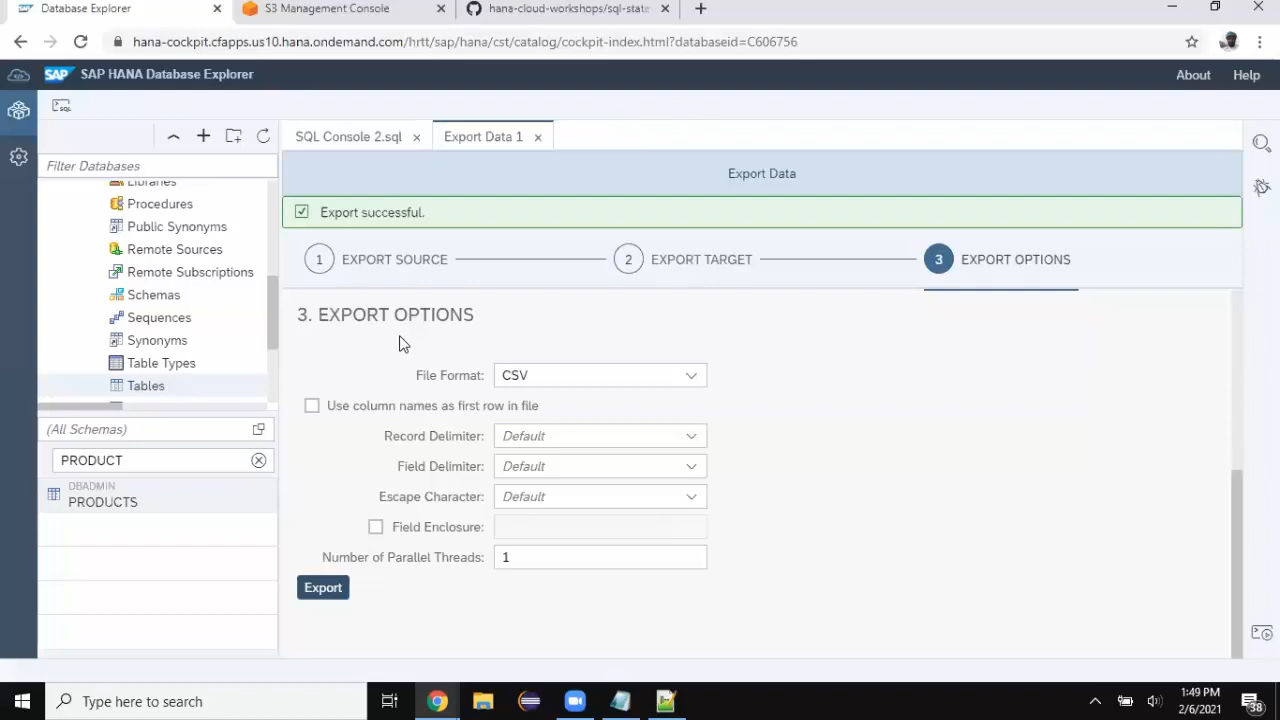 Database Explorer
S3 Management Console
hana-cloud-workshops/sql-state
hana-cockpit.cfapps.us10.hana.ondemand.com/hrtt/sap/hana/cst/catalog/cockpit-index.html?databaseid=C606756
SAP SAP HANA Database Explorer
About
Help
SQL
SQL Console 2.sql
Export Data 1
Filter Databases
Export Data
Libraries
Procedures
Export successful.
Public Synonyms
Remote Sources
1 EXPORT SOURCE
2 EXPORT TARGET
3 EXPORT OPTIONS
Remote Subscriptions
Schemas
Sequences
Synonyms
Table Types
Tables
3. EXPORT OPTIONS
File Format: CSV
Use column names as first row in file
Record Delimiter: Default
Field Delimiter: Default
Escape Character: Default
Field Enclosure:
Number of Parallel Threads: 1
Export
(All Schemas)
PRODUCT
DBADMIN
PRODUCTS
Type here to search
1:49 PM
2/6/2021
38